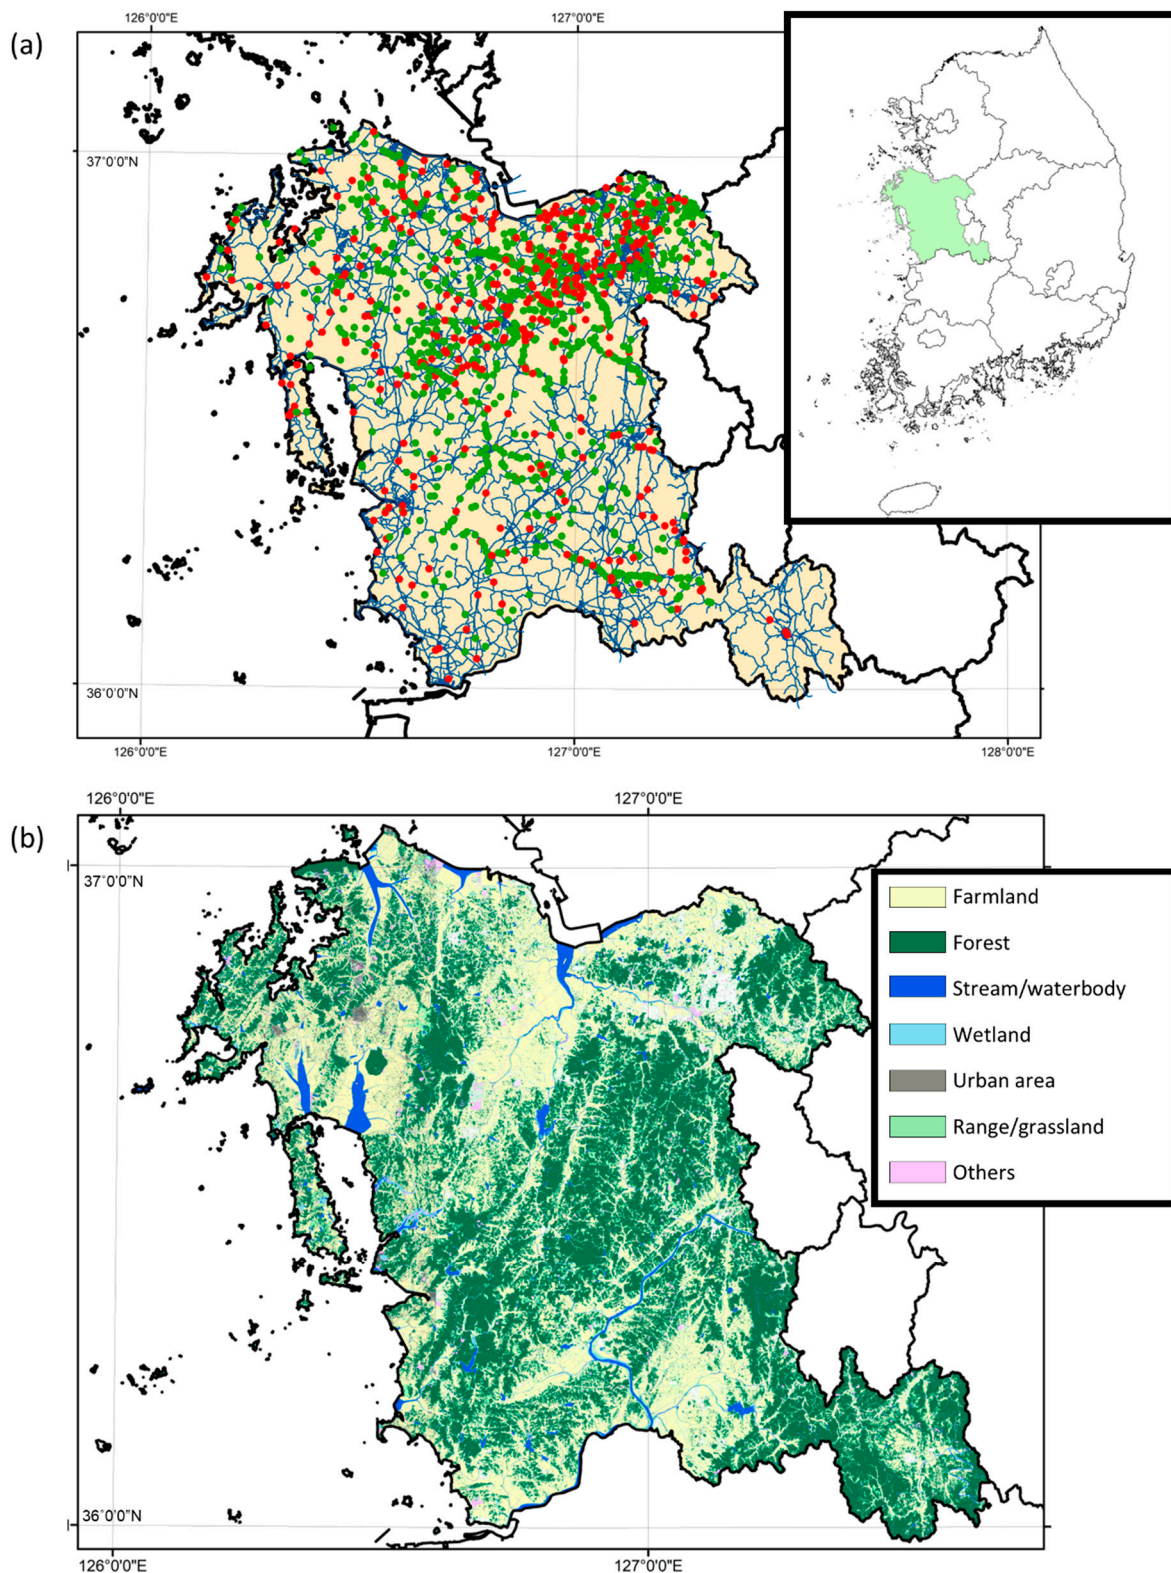 126°0'0"E 127°0'0"E
(a)
37°0'0"N
36°0'0"N
126°0'0"E 127°0'0"E 128°0'0"E
126°0'0"E 127°0'0"E
(b)
37°0'0"N
Farmland
Forest
Stream/waterbody
Wetland
Urban area
Range/grassland
Others
36°0'0"N
126°0'0"E 127°0'0"E